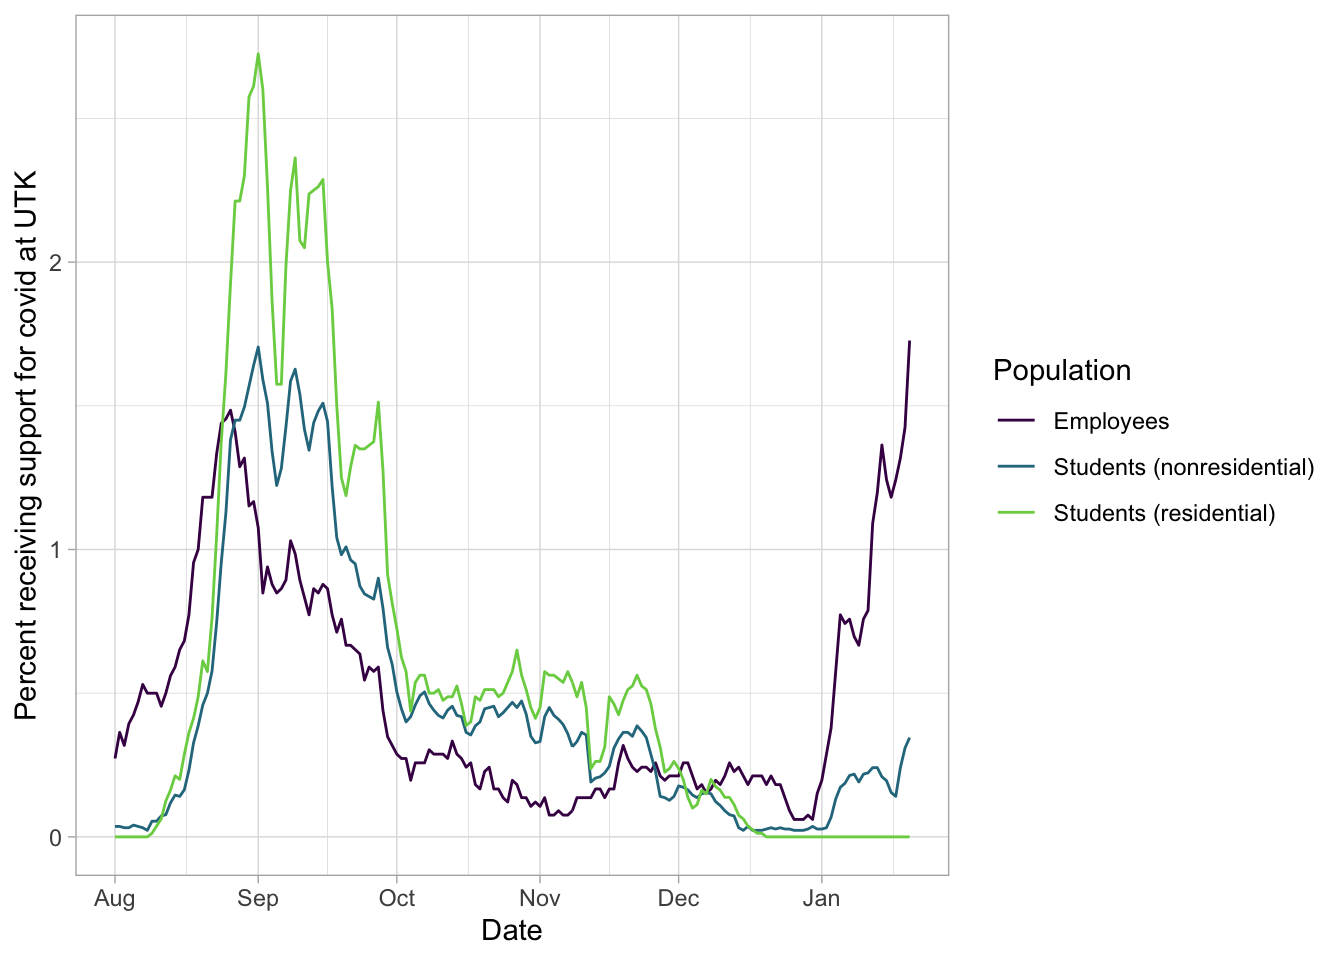 Percent receiving support for covid at UTK
2
1
0
Aug Sep Oct Nov Dec Jan
Date
Population
Employees
Students (nonresidential)
Students (residential)